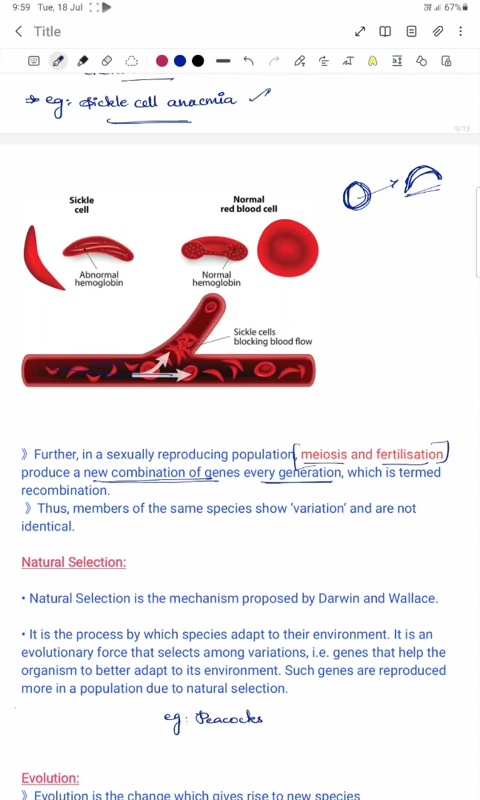 9:59 Tue, 18 Jul
67%
Title
⇒ eg: Sickle cell anaemia
9/13
Sickle
cell
Normal
red blood cell
Abnormal
hemoglobin
Normal
hemoglobin
Sickle cells
blocking blood flow
》 Further, in a sexually reproducing population, meiosis and fertilisation
produce a new combination of genes every generation, which is termed
recombination.
》 Thus, members of the same species show ‘variation’ and are not
identical.
Natural Selection:
• Natural Selection is the mechanism proposed by Darwin and Wallace.
• It is the process by which species adapt to their environment. It is an
evolutionary force that selects among variations, i.e. genes that help the
organism to better adapt to its environment. Such genes are reproduced
more in a population due to natural selection.
eg: Peacocks
Evolution:
》 Evolution is the change which gives rise to new species